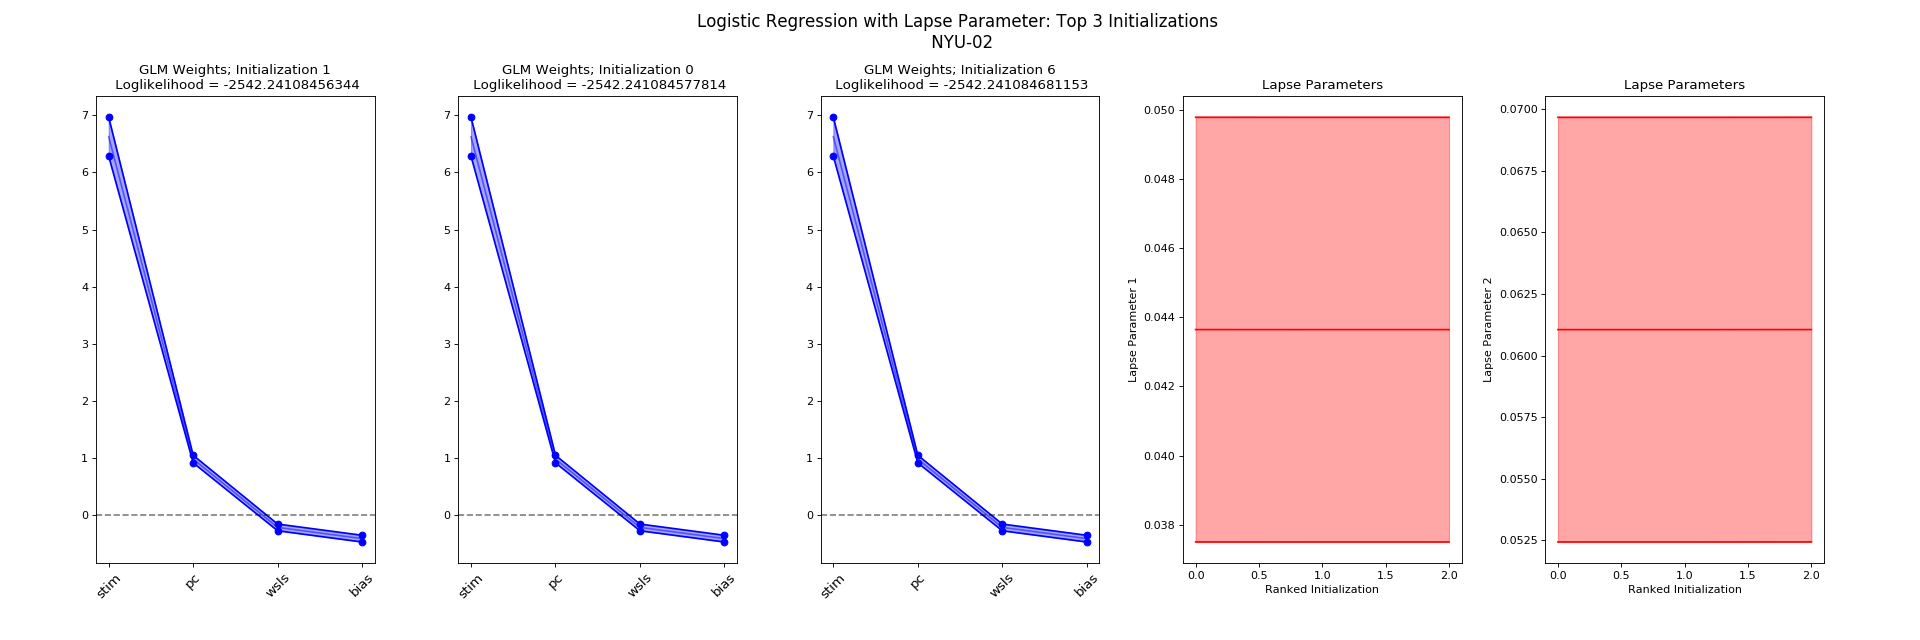 Logistic Regression with Lapse Parameter: Top 3 Initializations
NYU-02
GLM Weights; Initialization 1
Loglikelihood = -2542.24108456344
7
6
5
4
3
2
1
0
stim
pc
wsls
bias
GLM Weights; Initialization 0
Loglikelihood = -2542.241084577814
7
6
5
4
3
2
1
0
stim
pc
wsls
bias
GLM Weights; Initialization 6
Loglikelihood = -2542.241084681153
7
6
5
4
3
2
1
0
stim
pc
wsls
bias
Lapse Parameters
Lapse Parameter 1
0.050
0.048
0.046
0.044
0.042
0.040
0.038
0.0
0.5
1.0
1.5
2.0
Ranked Initialization
Lapse Parameters
Lapse Parameter 2
0.0700
0.0675
0.0650
0.0625
0.0600
0.0575
0.0550
0.0525
0.0
0.5
1.0
1.5
2.0
Ranked Initialization